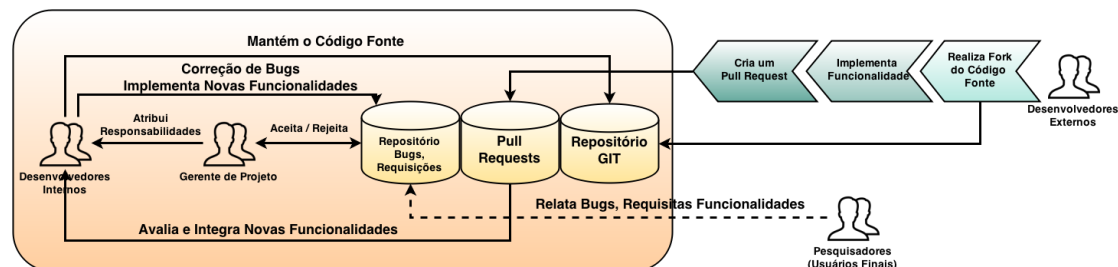 Mantém o Código Fonte
Correção de Bugs
Implementa Novas Funcionalidades
Atribui
Responsabilidades
Aceita / Rejeita
Desenvolvedores
Internos
Gerente de Projeto
Repositório
Bugs,
Requisições
Pull
Requests
Repositório
GIT
Avalia e Integra Novas Funcionalidades
Cria um
Pull Request
Implementa
Funcionalidade
Realiza Fork
do Código
Fonte
Desenvolvedores
Externos
Relata Bugs, Requisitas Funcionalidades
Pesquisadores
(Usuários Finais)